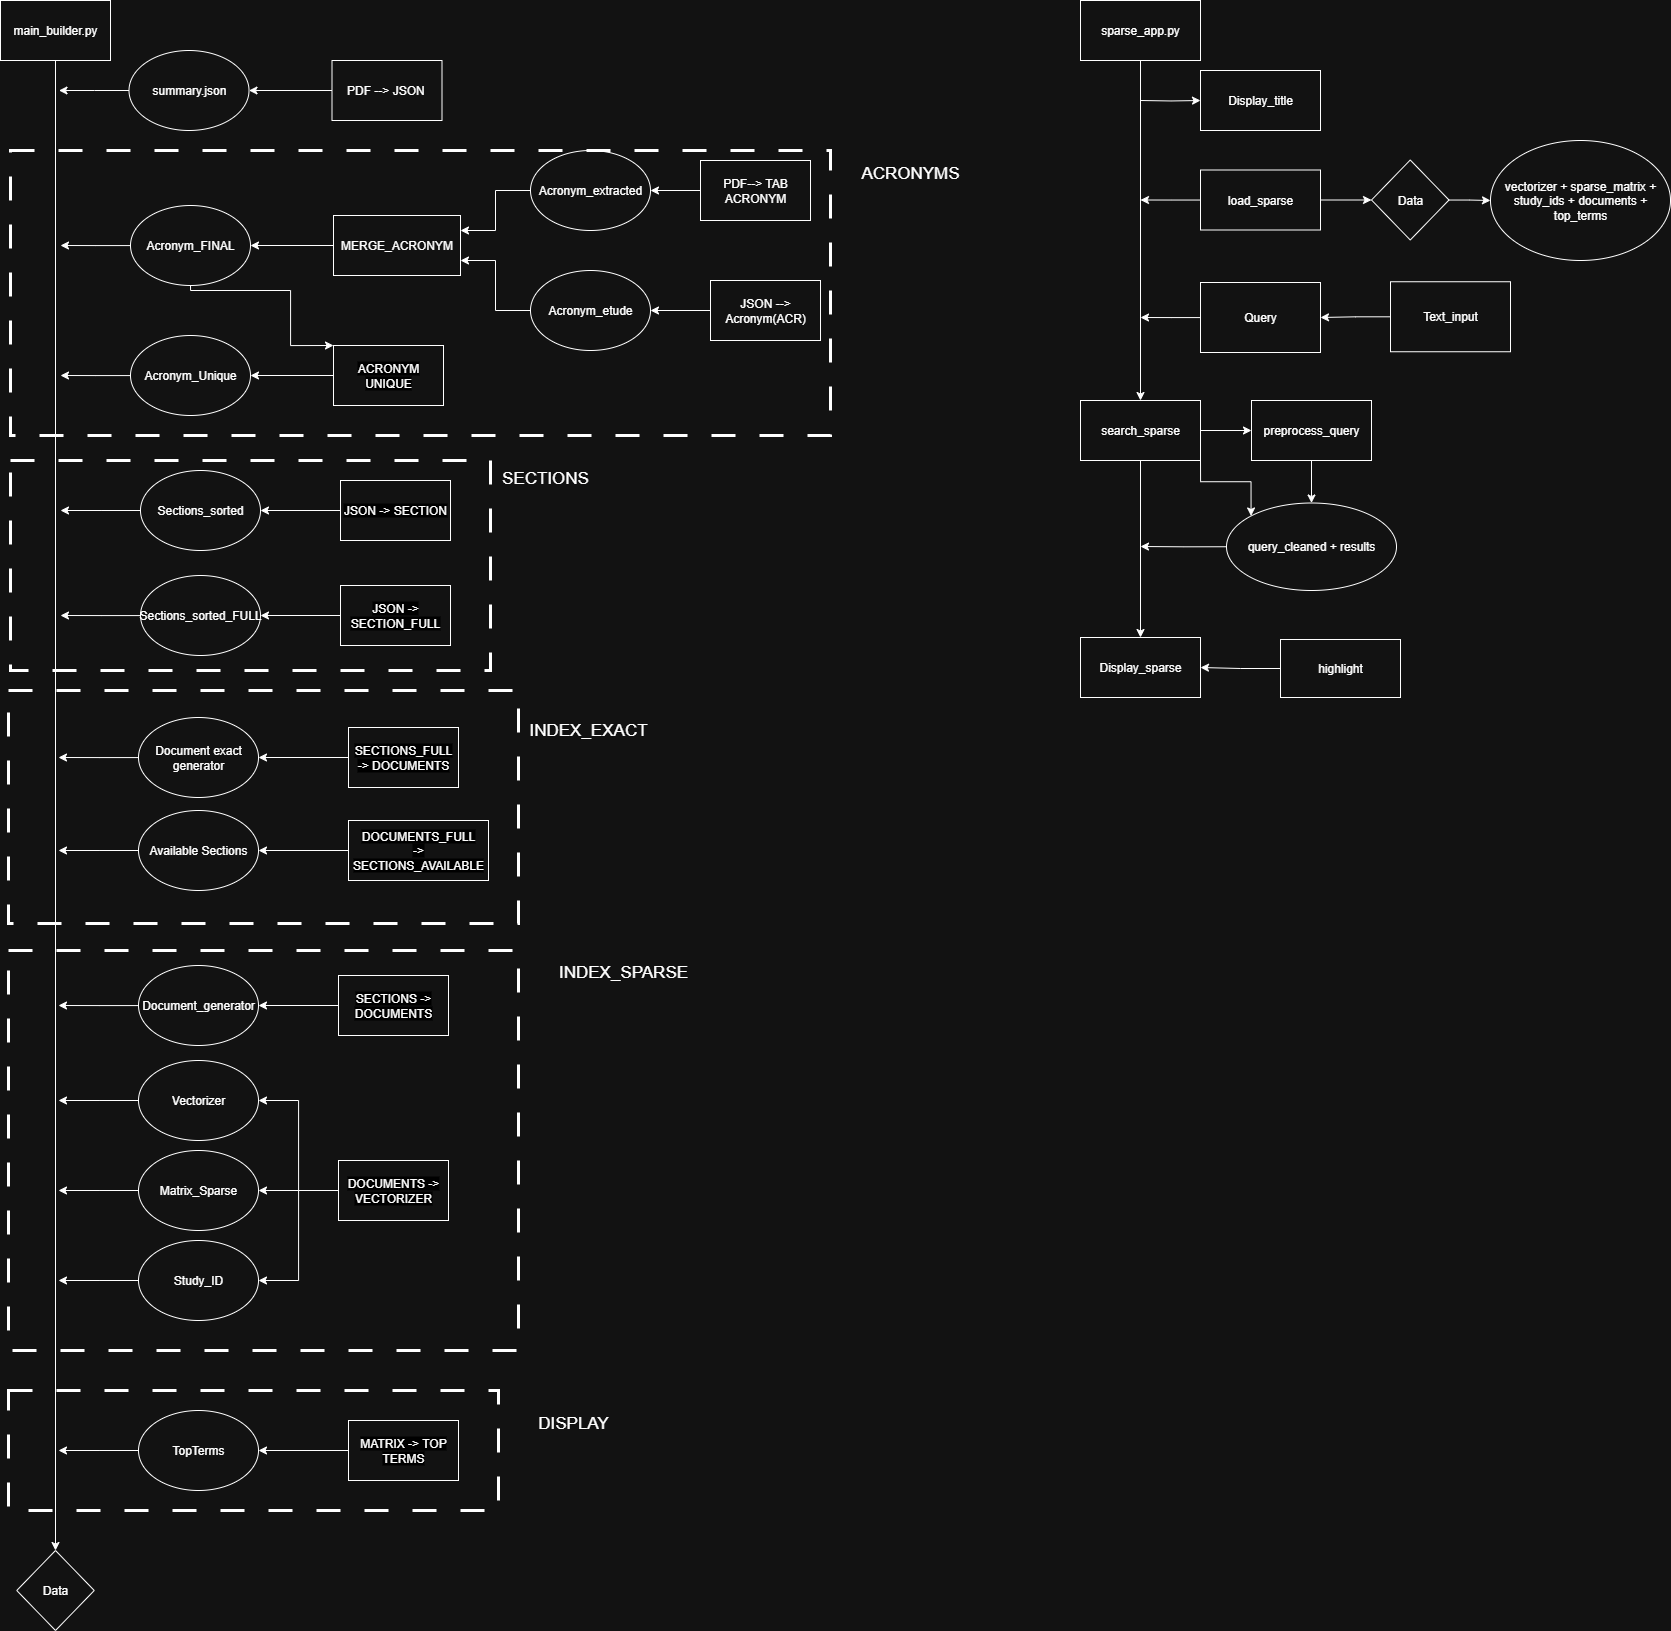 main_builder.py
summary.json
PDF --> JSON
ACRONYMS
Acronym_extracted
PDF--> TAB
ACRONYM
Acronym_FINAL
MERGE_ACRONYM
Acronym_etude
JSON -->
Acronym(ACR)
Acronym_Unique
ACRONYM
UNIQUE
SECTIONS
Sections_sorted
JSON -> SECTION
Sections_sorted_FULL
JSON ->
SECTION_FULL
INDEX_EXACT
Document exact
generator
SECTIONS_FULL
-> DOCUMENTS
Available Sections
DOCUMENTS_FULL
->
SECTIONS_AVAILABLE
INDEX_SPARSE
Document_generator
SECTIONS ->
DOCUMENTS
Vectorizer
Matrix_Sparse
DOCUMENTS ->
VECTORIZER
Study_ID
DISPLAY
TopTerms
MATRIX -> TOP
TERMS
Data
sparse_app.py
Display_title
load_sparse
Data
vectorizer + sparse_matrix +
study_ids + documents +
top_terms
Query
Text_input
search_sparse
preprocess_query
query_cleaned + results
Display_sparse
highlight